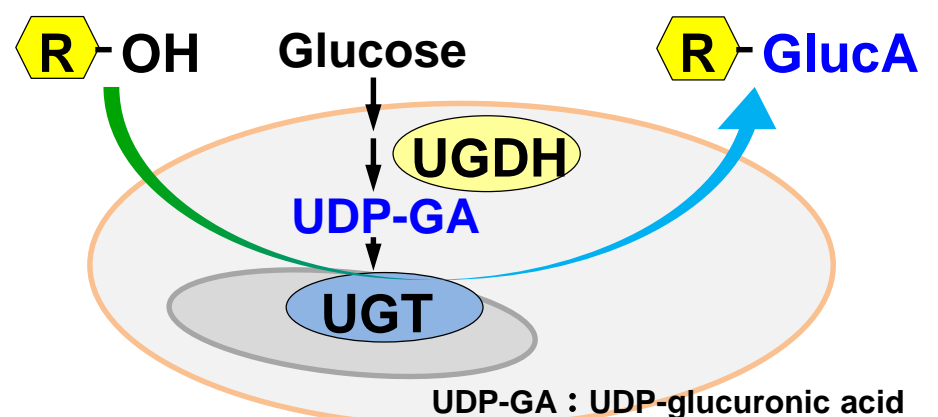 R-OH
Glucose
R-GlucA
UGDH
UDP-GA
UGT
UDP-GA：UDP-glucuronic acid